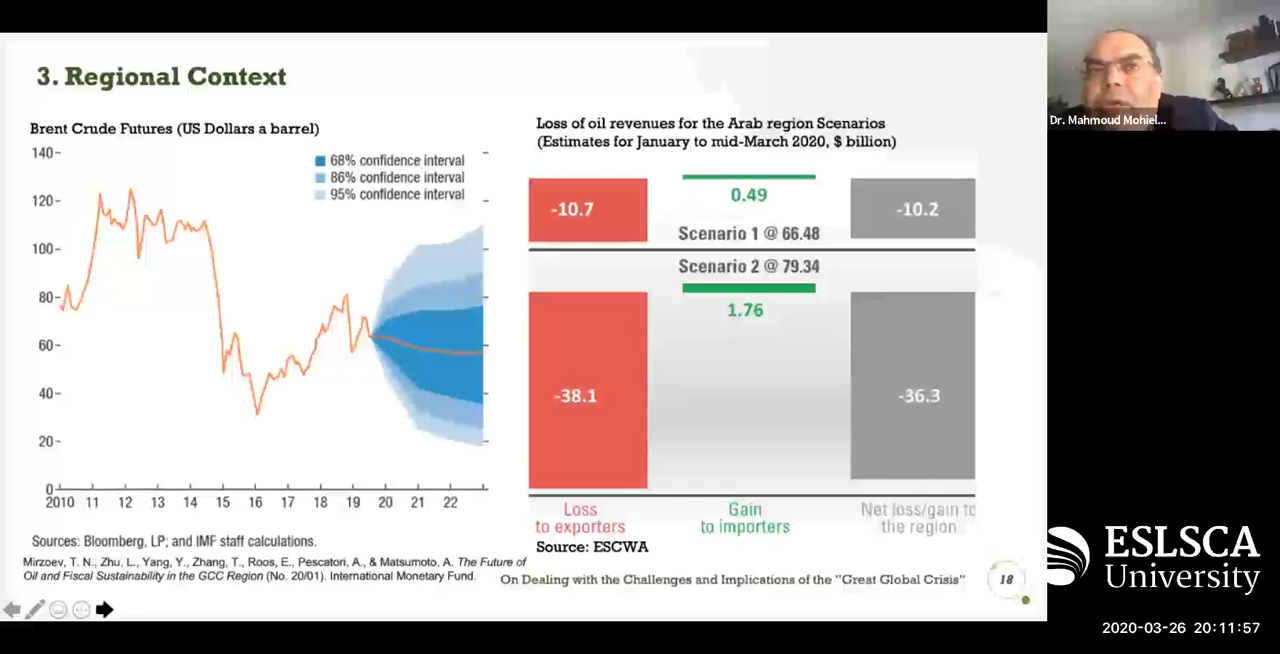 3. Regional Context
Brent Crude Futures (US Dollars a barrel)
140
120
100
80
60
40
20
0
2010 11 12 13 14 15 16 17 18 19 20 21 22
68% confidence interval
86% confidence interval
95% confidence interval
Sources: Bloomberg, LP; and IMF staff calculations.
Mirzoev, T. N., Zhu, L., Yang, Y., Zhang, T., Roos, E., Pescatori, A., & Matsumoto, A. The Future of
Oil and Fiscal Sustainability in the GCC Region (No. 20/01). International Monetary Fund.
Loss of oil revenues for the Arab region Scenarios
(Estimates for January to mid-March 2020, $ billion)
-10.7
0.49
-10.2
Scenario 1 @ 66.48
Scenario 2 @ 79.34
1.76
-38.1
-36.3
Loss
to exporters
Gain
to importers
Net loss/gain to
the region
Source: ESCWA
On Dealing with the Challenges and Implications of the "Great Global Crisis"
18
Dr. Mahmoud Mohiel...
ESLSCA
University
2020-03-26 20:11:57